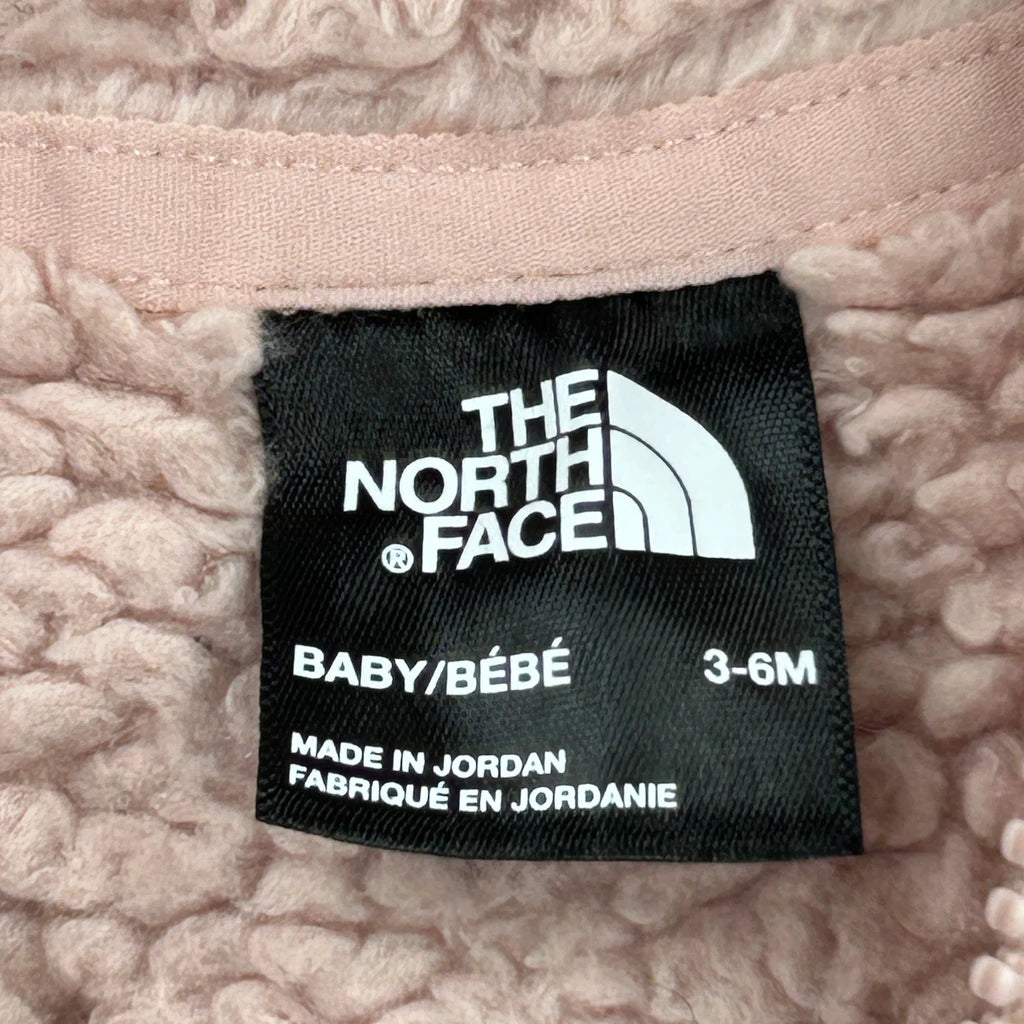 THE
NORTH
® FACE
BABY/BÉBÉ 3-6M
MADE IN JORDAN
FABRIQUÉ EN JORDANIE